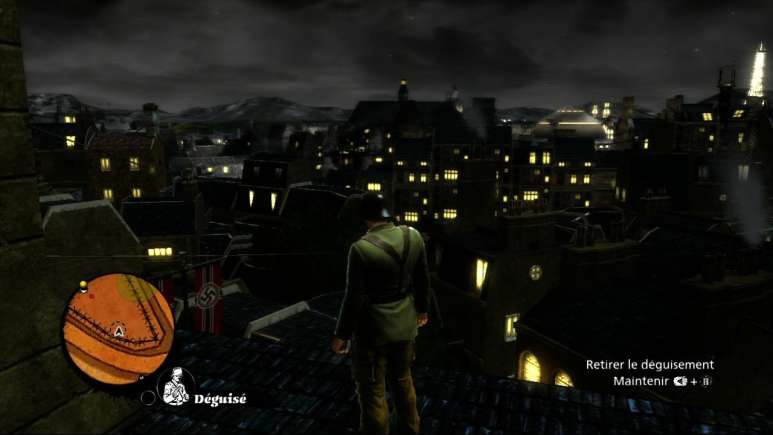 Retirer le déguisement
Maintenir +
Déguisé